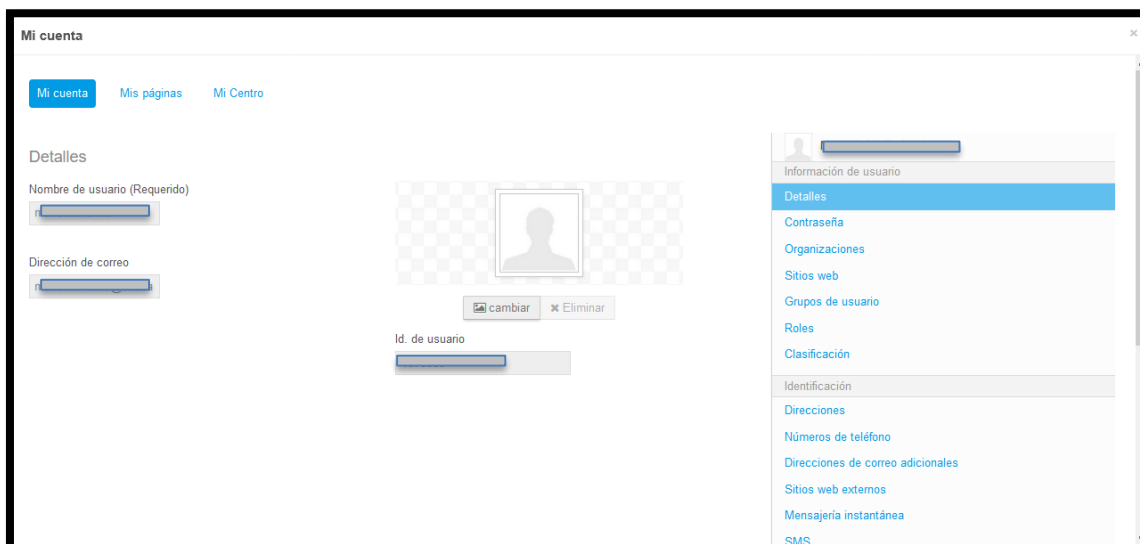 Mi cuenta
×
Mi cuenta Mis páginas Mi Centro
Detalles
Nombre de usuario (Requerido)
Dirección de correo
cambiar
Eliminar
Id. de usuario
Información de usuario
Detalles
Contraseña
Organizaciones
Sitios web
Grupos de usuario
Roles
Clasificación
Identificación
Direcciones
Números de teléfono
Direcciones de correo adicionales
Sitios web externos
Mensajería instantánea
SMS